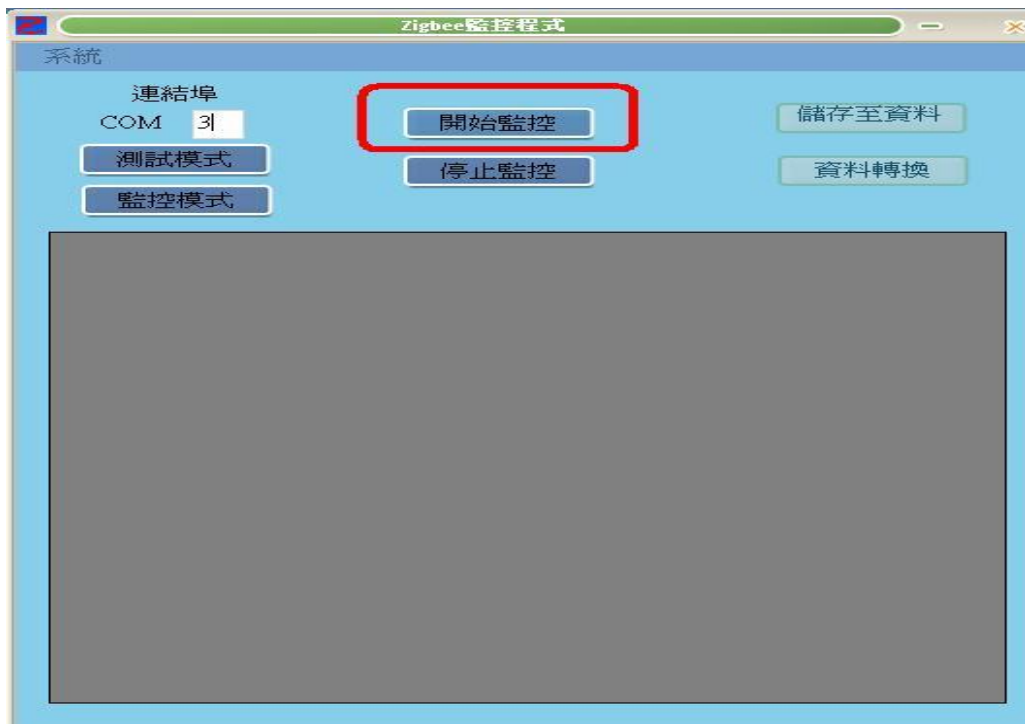 Zigbee監控程式
系統
連結埠
COM 3
測試模式
監控模式
開始監控
停止監控
儲存至資料
資料轉換